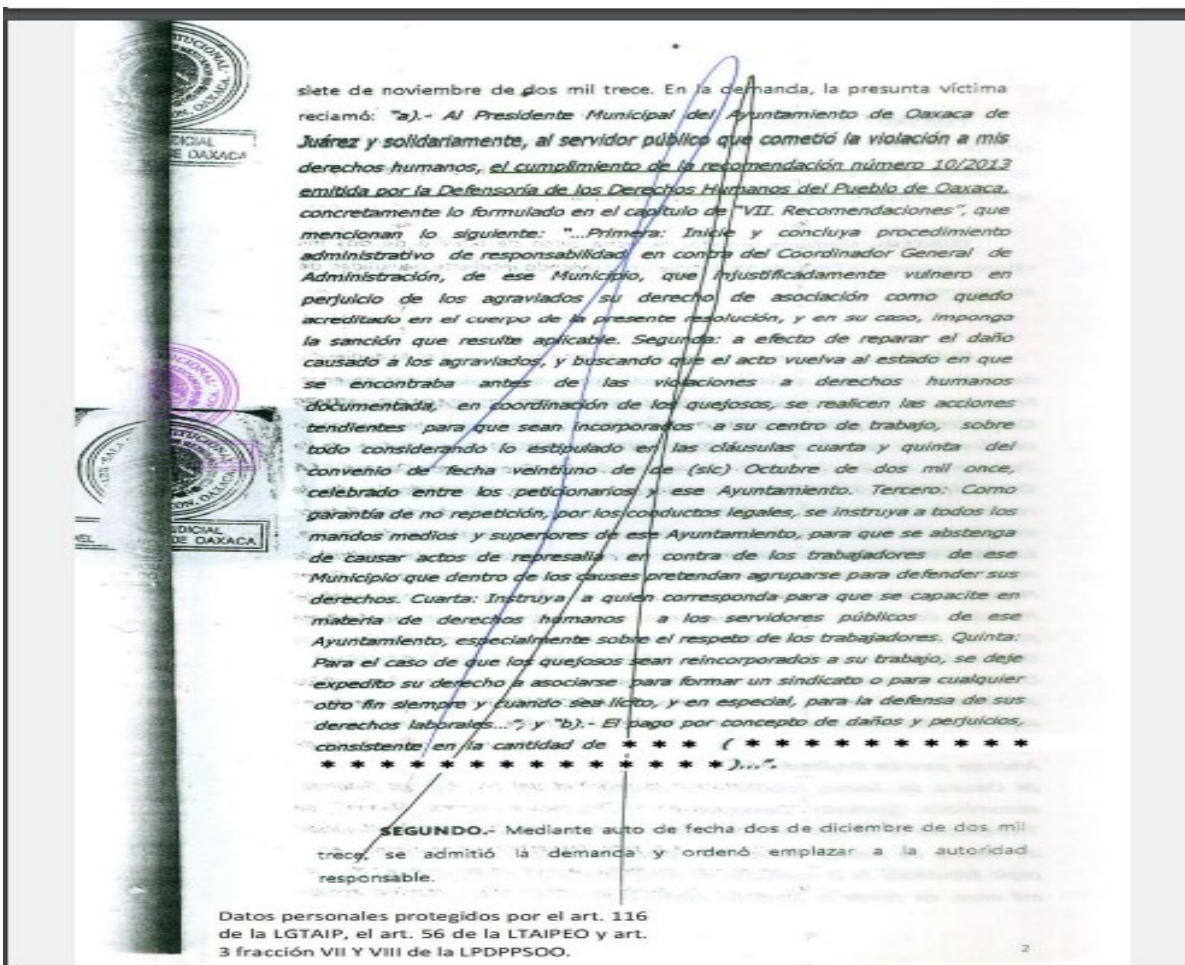 siete de noviembre de dos mil trece. En la demanda, la presunta víctima
reclamó: "a).- Al Presidente Municipal del Ayuntamiento de Oaxaca de
Juárez y solidariamente, al servidor público que cometió la violación a mis
derechos humanos, el cumplimiento de la recomendación número 10/2013
emitida por la Defensoría de los Derechos Humanos del Pueblo de Oaxaca,
concretamente lo formulado en el capítulo de "VII. Recomendaciones", que
mencionan lo siguiente: "...Primera: Inicie y concluya procedimiento
administrativo de responsabilidad en contra del Coordinador General de
Administración, de ese Municipio, que injustificadamente vulnero en
perjuicio de los agraviados su derecho de asociación como quedo
acreditado en el cuerpo de la presente resolución, y en su caso, imponga
la sanción que resulte aplicable. Segunda: a efecto de reparar el daño
causado a los agraviados, y buscando que el acto vuelva al estado en que
se encontraba antes de las violaciones a derechos humanos
documentada, en coordinación de los quejosos, se realicen las acciones
tendientes para que sean incorporados a su centro de trabajo, sobre
todo considerando lo estipulado en las cláusulas cuarta y quinta del
convenio de fecha veintiuno de de (sic) Octubre de dos mil once,
celebrado entre los peticionarios y ese Ayuntamiento. Tercero: Como
garantía de no repetición, por los conductos legales, se instruya a todos los
mandos medios y superiores de ese Ayuntamiento, para que se abstenga
de causar actos de represalia en contra de los trabajadores de ese
Municipio que dentro de los causes pretendan agruparse para defender sus
derechos. Cuarta: Instruya a quien corresponda para que se capacite en
materia de derechos humanos a los servidores públicos de ese
Ayuntamiento, especialmente sobre el respeto de los trabajadores. Quinta:
Para el caso de que los quejosos sean reincorporados a su trabajo, se deje
expedito su derecho a asociarse para formar un sindicato o para cualquier
otro fin siempre y cuando sea lícito, y en especial, para la defensa de sus
derechos laborales..."; y "b).- El pago por concepto de daños y perjuicios,
consistente en la cantidad de * * * ( * * * * * * * * * * *
* * * * * * * * * * * * * * *)...".
SEGUNDO.- Mediante auto de fecha dos de diciembre de dos mil
trece, se admitió la demanda y ordenó emplazar a la autoridad
responsable.
Datos personales protegidos por el art. 116
de la LGTAIP, el art. 56 de la LTAIPEO y art.
3 fracción VII Y VIII de la LPDPPSOO.
2
DICIAL
DE OAXACA
UDICIAL
DE OAXACA